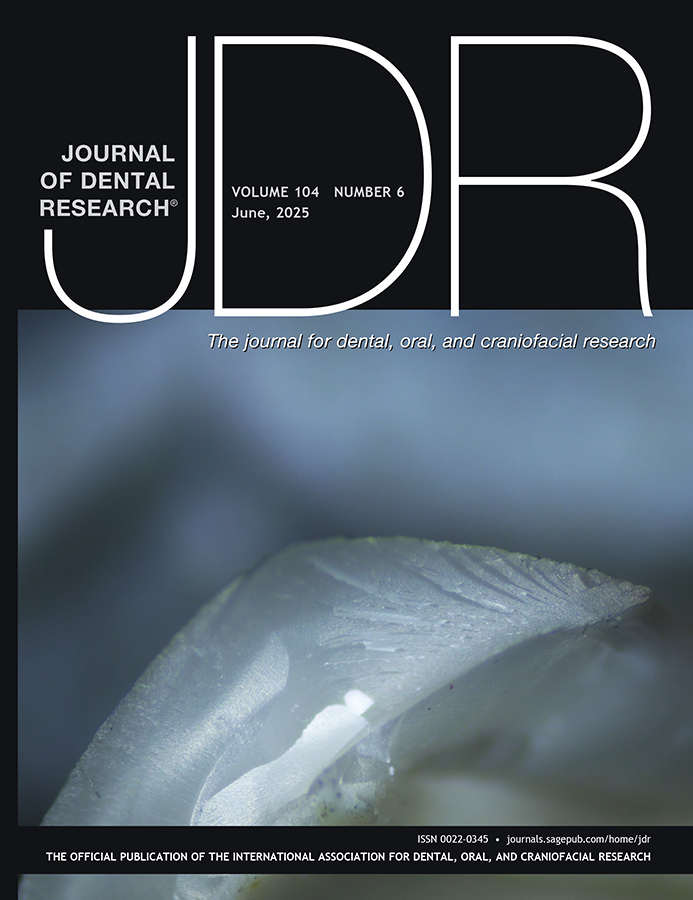 JDR
JOURNAL
OF DENTAL
RESEARCH®
VOLUME 104 NUMBER 6
June, 2025
The journal for dental, oral, and craniofacial research
ISSN 0022-0345 • journals.sagepub.com/home/jdr
THE OFFICIAL PUBLICATION OF THE INTERNATIONAL ASSOCIATION FOR DENTAL, ORAL, AND CRANIOFACIAL RESEARCH